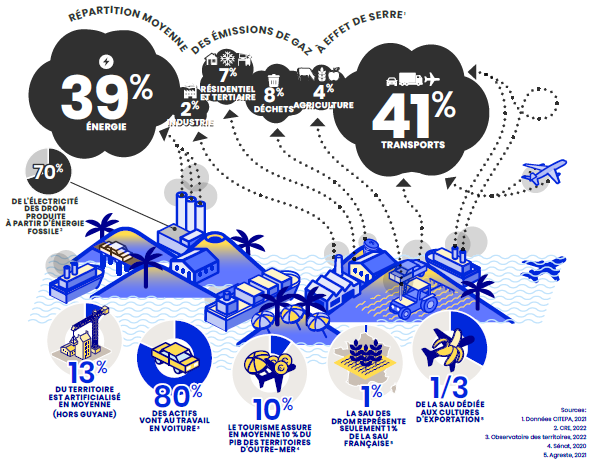 RÉPARTITION MOYENNE DES ÉMISSIONS DE GAZ À EFFET DE SERRE¹
39%
ÉNERGIE
2%
INDUSTRIE
7%
RÉSIDENTIEL
ET TERTIAIRE
8%
DÉCHETS
4%
AGRICULTURE
41%
TRANSPORTS
70%
DE L'ÉLECTRICITÉ
DES DROM
PRODUITE
À PARTIR D'ÉNERGIE
FOSSILE²
13%
DU TERRITOIRE
EST ARTIFICIALISÉ
EN MOYENNE
(HORS GUYANE)
80%
DES ACTIFS
VONT AU TRAVAIL
EN VOITURE³
10%
LE TOURISME ASSURE
EN MOYENNE 10 % DU
PIB DES TERRITOIRES
D'OUTRE-MER⁴
1%
LA SAU DES
DROM REPRÉSENTE
SEULEMENT 1%
DE LA SAU
FRANÇAISE⁵
1/3
DE LA SAU DÉDIÉE
AUX CULTURES
D'EXPORTATION⁵
Sources:
1. Données CITEPA, 2021
2. CRE, 2022
3. Observatoire des territoires, 2022
4. Sénat, 2020
5. Agreste, 2021